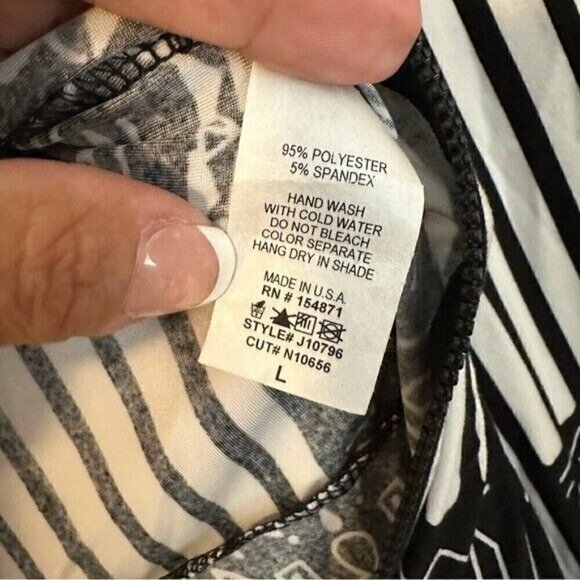 95% POLYESTER
5% SPANDEX
HAND WASH
WITH COLD WATER
DO NOT BLEACH
COLOR SEPARATE
HANG DRY IN SHADE
MADE IN U.S.A.
RN # 154871
STYLE# J10796
CUT# N10656
L